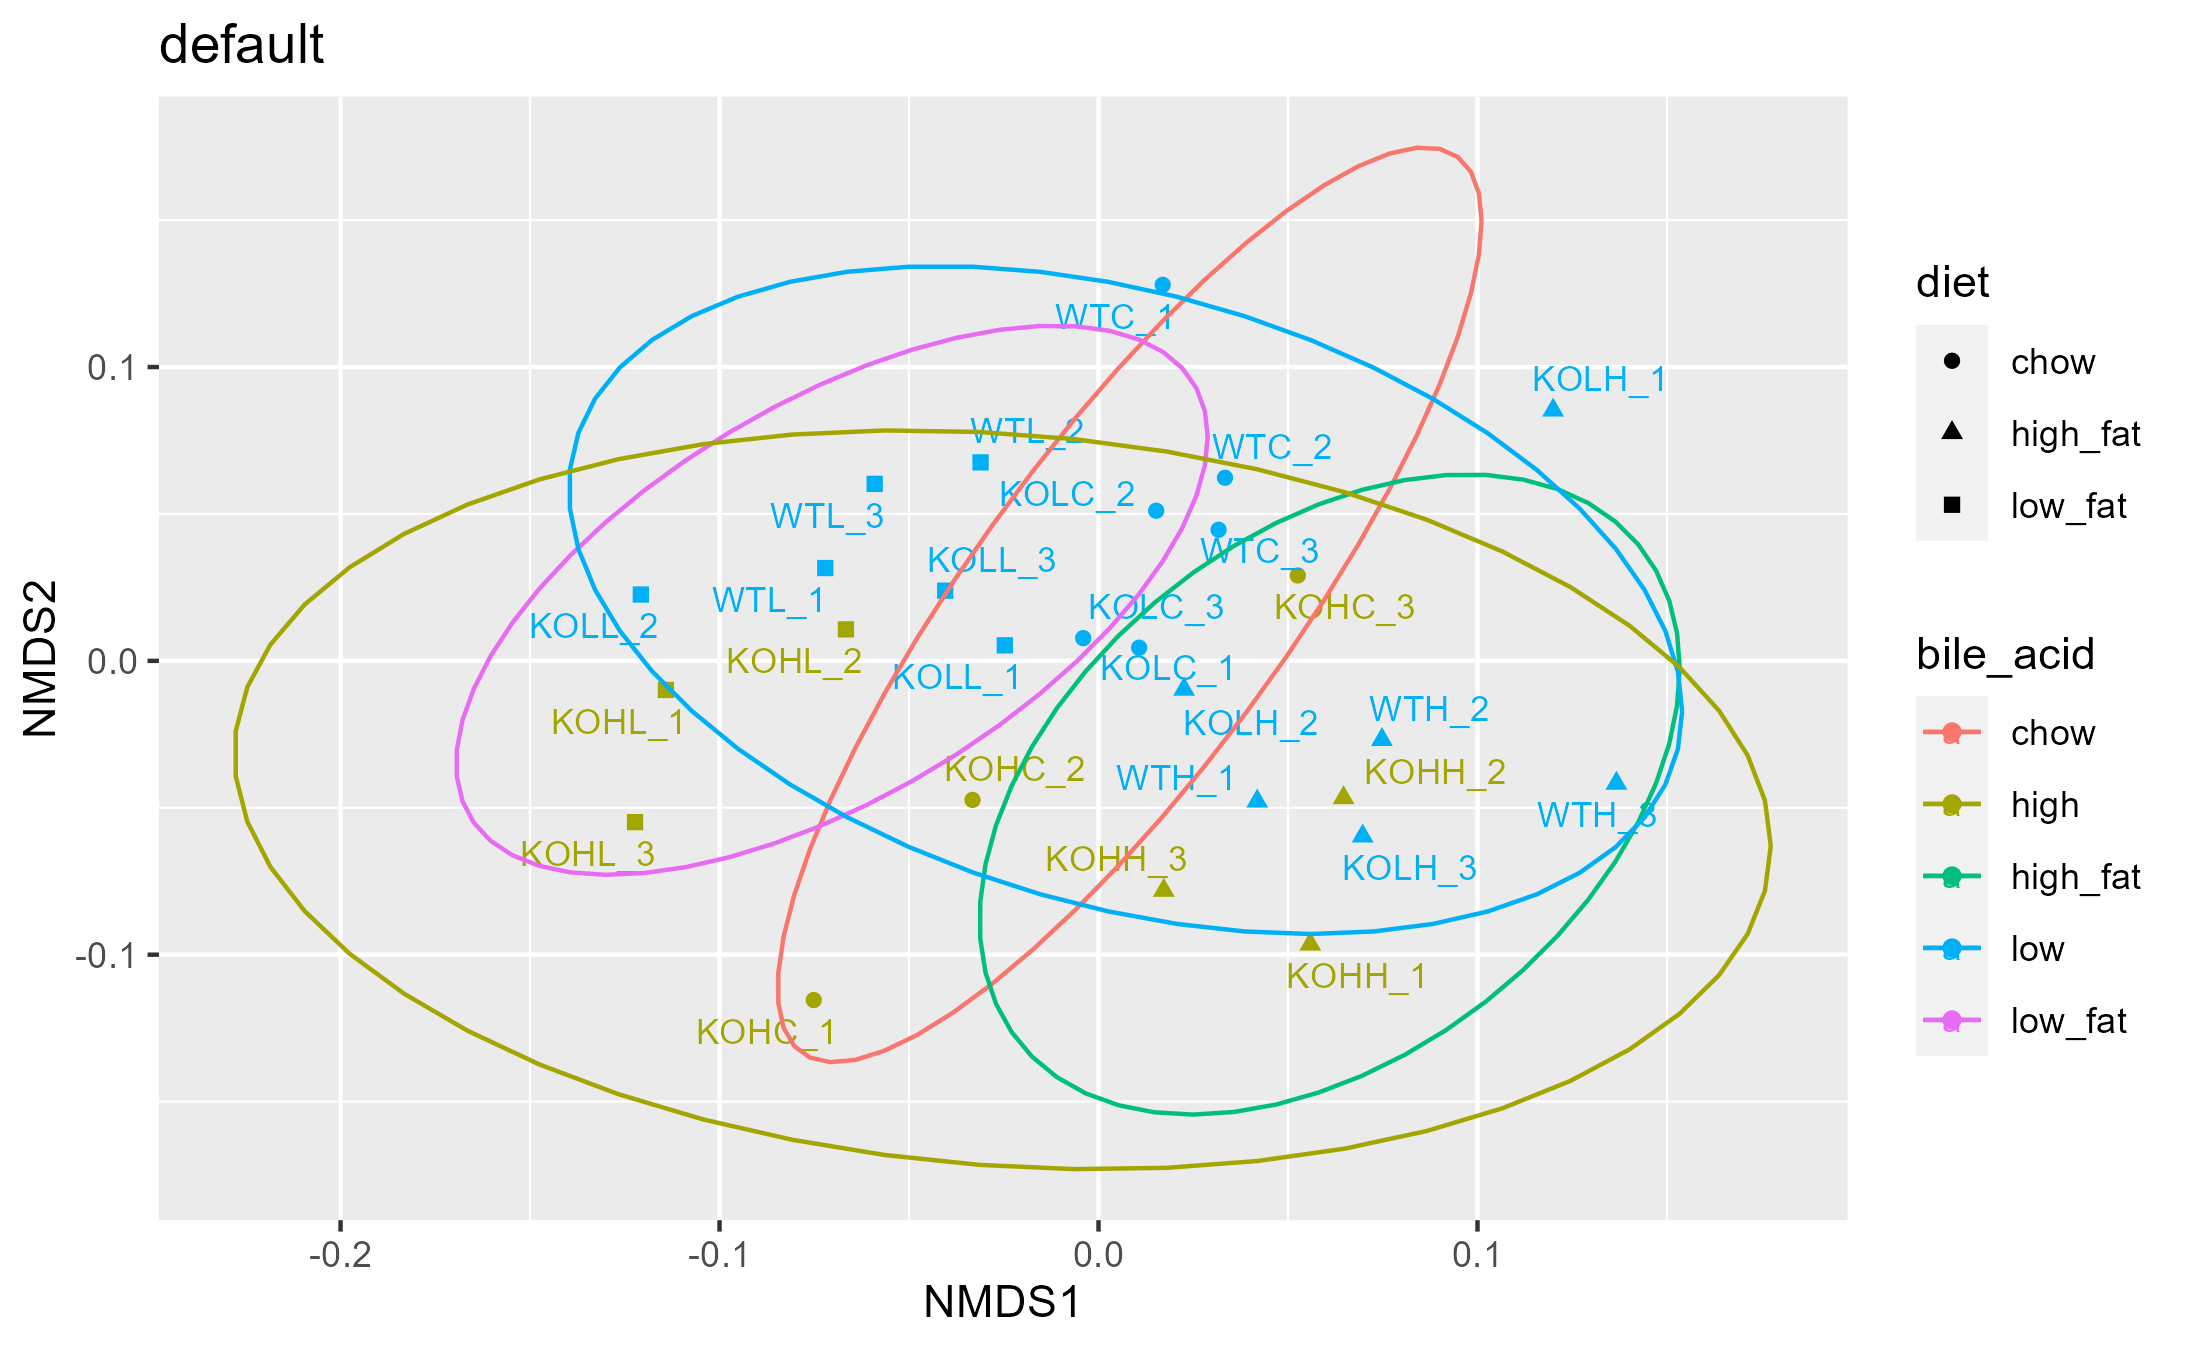 default
WTC_1
KOLH_1
WTL_2
WTC_2
KOLC_2
WTL_3
WTC_3
KOLL_3
WTL_1
KOLC_3
KOHC_3
KOLL_2
KOHL_2
KOLC_1
KOLL_1
KOHL_1
KOLH_2
WTH_2
KOHC_2
WTH_1
KOHH_2
WTH_3
KOHL_3
KOHH_3
KOLH_3
KOHH_1
KOHC_1
0.1
0.0
-0.1
NMDS2
-0.2
-0.1
0.0
0.1
NMDS1
diet
chow
high_fat
low_fat
bile_acid
chow
high
high_fat
low
low_fat